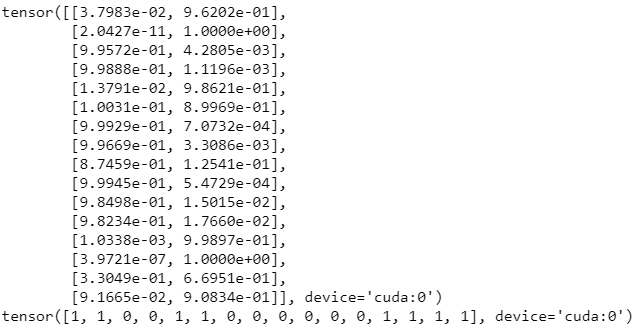 tensor([[3.7983e-02, 9.6202e-01],
[2.0427e-11, 1.0000e+00],
[9.9572e-01, 4.2805e-03],
[9.9888e-01, 1.1196e-03],
[1.3791e-02, 9.8621e-01],
[1.0031e-01, 8.9969e-01],
[9.9929e-01, 7.0732e-04],
[9.9669e-01, 3.3086e-03],
[8.7459e-01, 1.2541e-01],
[9.9945e-01, 5.4729e-04],
[9.8498e-01, 1.5015e-02],
[9.8234e-01, 1.7660e-02],
[1.0338e-03, 9.9897e-01],
[3.9721e-07, 1.0000e+00],
[3.3049e-01, 6.6951e-01],
[9.1665e-02, 9.0834e-01]], device='cuda:0')
tensor([1, 1, 0, 0, 1, 1, 0, 0, 0, 0, 0, 0, 1, 1, 1, 1], device='cuda:0')